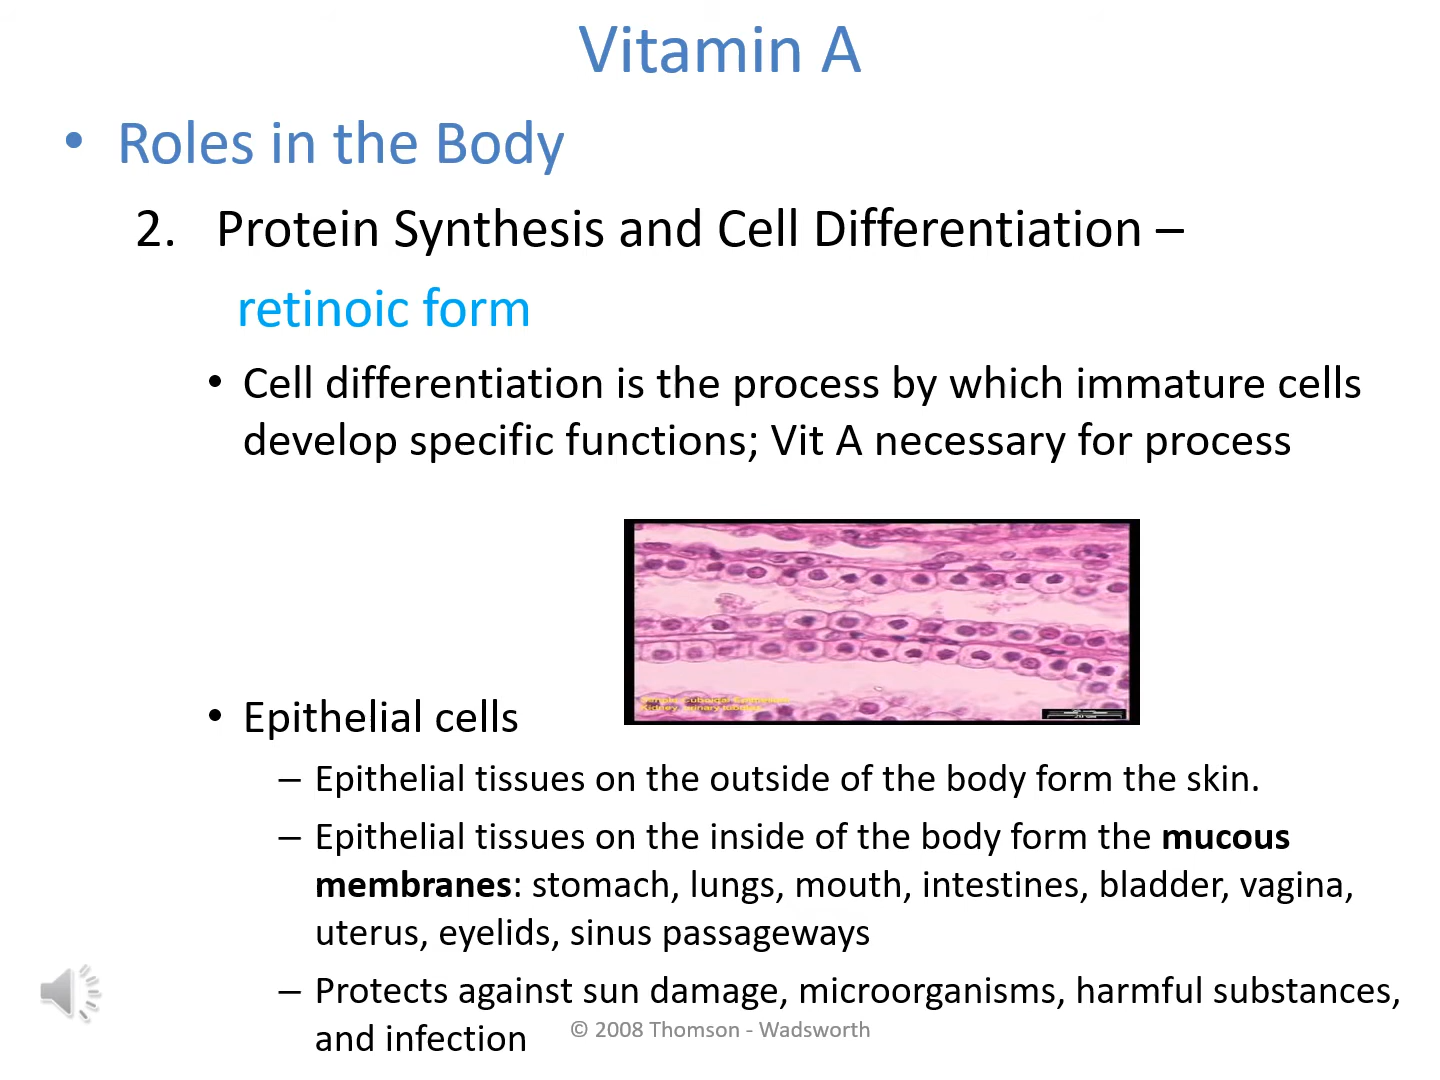 Vitamin A
• Roles in the Body
2. Protein Synthesis and Cell Differentiation –
retinoic form
• Cell differentiation is the process by which immature cells
develop specific functions; Vit A necessary for process
• Epithelial cells
– Epithelial tissues on the outside of the body form the skin.
– Epithelial tissues on the inside of the body form the mucous
membranes: stomach, lungs, mouth, intestines, bladder, vagina,
uterus, eyelids, sinus passageways
– Protects against sun damage, microorganisms, harmful substances,
and infection
© 2008 Thomson - Wadsworth